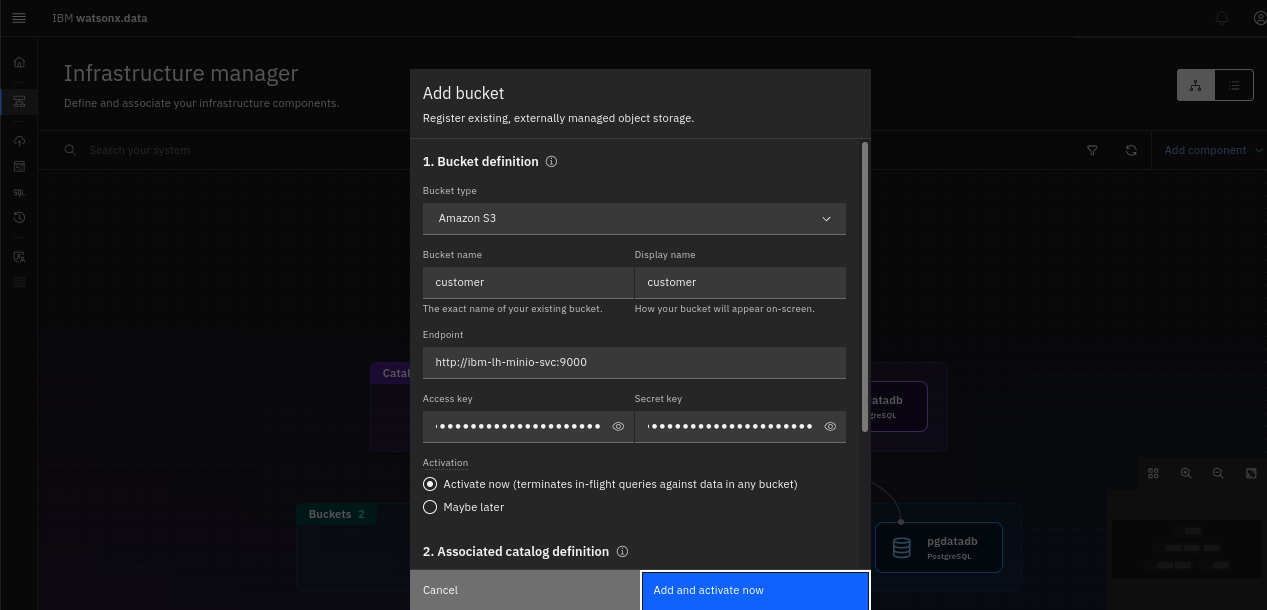 IBM watsonx.data
Infrastructure manager
Define and associate your infrastructure components.
Search your system
Add component
SQL
Add bucket
Register existing, externally managed object storage.
1. Bucket definition
Bucket type
Amazon S3
Bucket name
Display name
customer
customer
The exact name of your existing bucket.
How your bucket will appear on-screen.
Endpoint
http://ibm-lh-minio-svc:9000
Access key
Secret key
Activation
Activate now (terminates in-flight queries against data in any bucket)
Maybe later
2. Associated catalog definition
Cancel
Add and activate now
Catal
atadb
greSQL
Buckets 2
pgdatadb
PostgreSQL